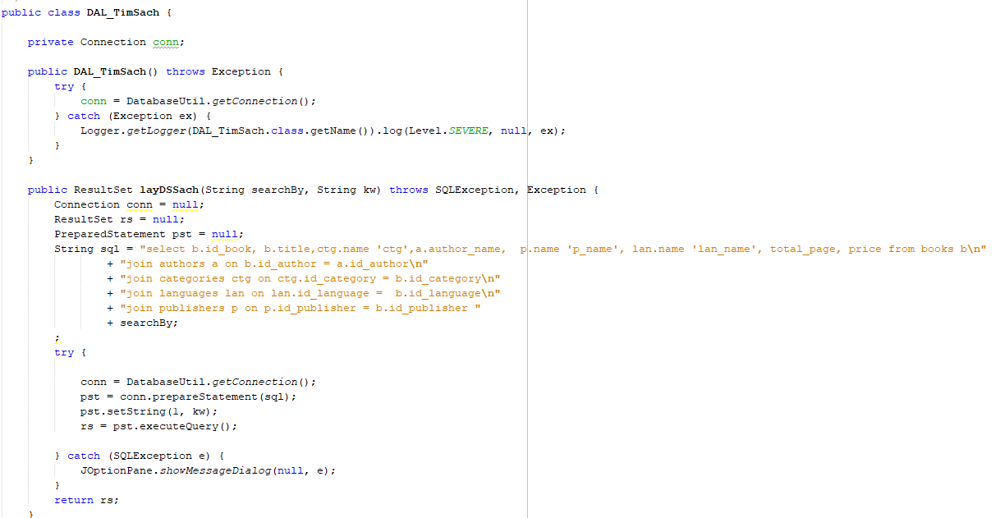 public class DAL_TimSach {
private Connection conn;
public DAL_TimSach() throws Exception {
try {
conn = DatabaseUtil.getConnection();
} catch (Exception ex) {
Logger.getLogger(DAL_TimSach.class.getName()).log(Level.SEVERE, null, ex);
}
}
public ResultSet layDSSach(String searchBy, String kw) throws SQLException, Exception {
Connection conn = null;
ResultSet rs = null;
PreparedStatement pst = null;
String sql = "select b.id_book, b.title,ctg.name 'ctg',a.author_name,  p.name 'p_name', lan.name 'lan_name', total_page, price from books b\n"
+ "join authors a on b.id_author = a.id_author\n"
+ "join categories ctg on ctg.id_category = b.id_category\n"
+ "join languages lan on lan.id_language =  b.id_language\n"
+ "join publishers p on p.id_publisher = b.id_publisher "
+ searchBy;
;
try {
conn = DatabaseUtil.getConnection();
pst = conn.prepareStatement(sql);
pst.setString(1, kw);
rs = pst.executeQuery();
} catch (SQLException e) {
JOptionPane.showMessageDialog(null, e);
}
return rs;
}